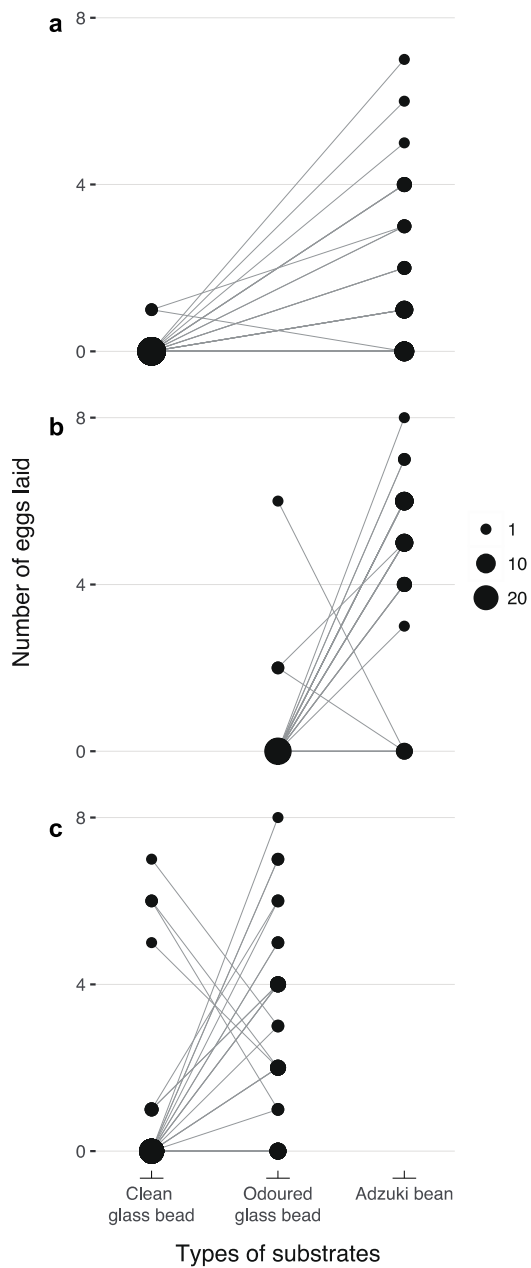 a
8
4
0
b
8
4
0
Number of eggs laid
1
10
20
c
8
4
0
Clean
glass bead
Odoured
glass bead
Adzuki bean
Types of substrates